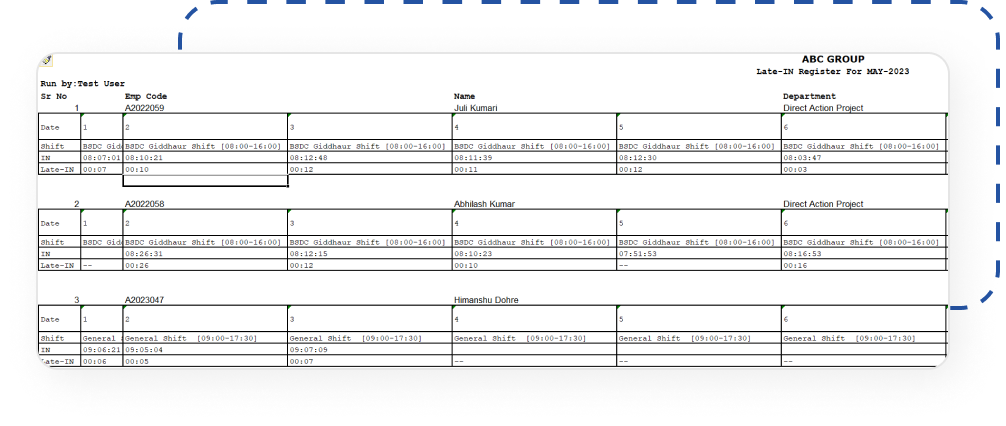 ABC GROUP
Late-IN Register For MAY-2023
Run by:Test User
Sr No Emp Code Name Department
1 A2022059 Juli Kumari Direct Action Project
Date 1 2 3 4 5 6
Shift BSDC Gidd BSDC Giddhaur Shift [08:00-16:00] BSDC Giddhaur Shift [08:00-16:00] BSDC Giddhaur Shift [08:00-16:00] BSDC Giddhaur Shift [08:00-16:00] BSDC Giddhaur Shift [08:00-16:00]
IN 08:07:01 08:10:21 08:12:48 08:11:39 08:12:30 08:03:47
Late-IN 00:07 00:10 00:12 00:11 00:12 00:03
2 A2022058 Abhilash Kumar Direct Action Project
Date 1 2 3 4 5 6
Shift BSDC Gidd BSDC Giddhaur Shift [08:00-16:00] BSDC Giddhaur Shift [08:00-16:00] BSDC Giddhaur Shift [08:00-16:00] BSDC Giddhaur Shift [08:00-16:00] BSDC Giddhaur Shift [08:00-16:00]
IN 08:26:31 08:12:15 08:10:23 07:51:53 08:16:53
Late-IN -- 00:26 00:12 00:10 -- 00:16
3 A2023047 Himanshu Dohre
Date 1 2 3 4 5 6
Shift General General Shift [09:00-17:30] General Shift [09:00-17:30] General Shift [09:00-17:30] General Shift [09:00-17:30] General Shift [09:00-17:30]
IN 09:06:21 09:05:04 09:07:09
Late-IN 00:06 00:05 00:07 -- -- --